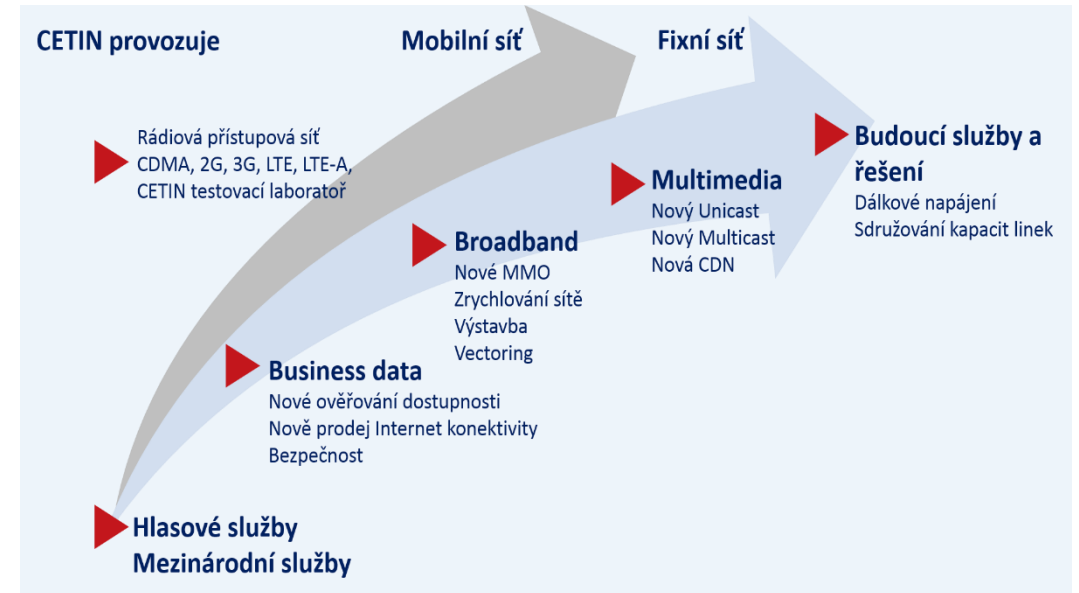 CETIN provozuje
Mobilní síť
Fixní síť
Rádiová přístupová síť
CDMA, 2G, 3G, LTE, LTE-A,
CETIN testovací laboratoř
Budoucí služby a
řešení
Dálkové napájení
Sdružování kapacit linek
Multimedia
Nový Unicast
Nový Multicast
Nová CDN
Broadband
Nové MMO
Zrychlování sítě
Výstavba
Vectoring
Business data
Nové ověřování dostupnosti
Nově prodej Internet konektivity
Bezpečnost
Hlasové služby
Mezinárodní služby